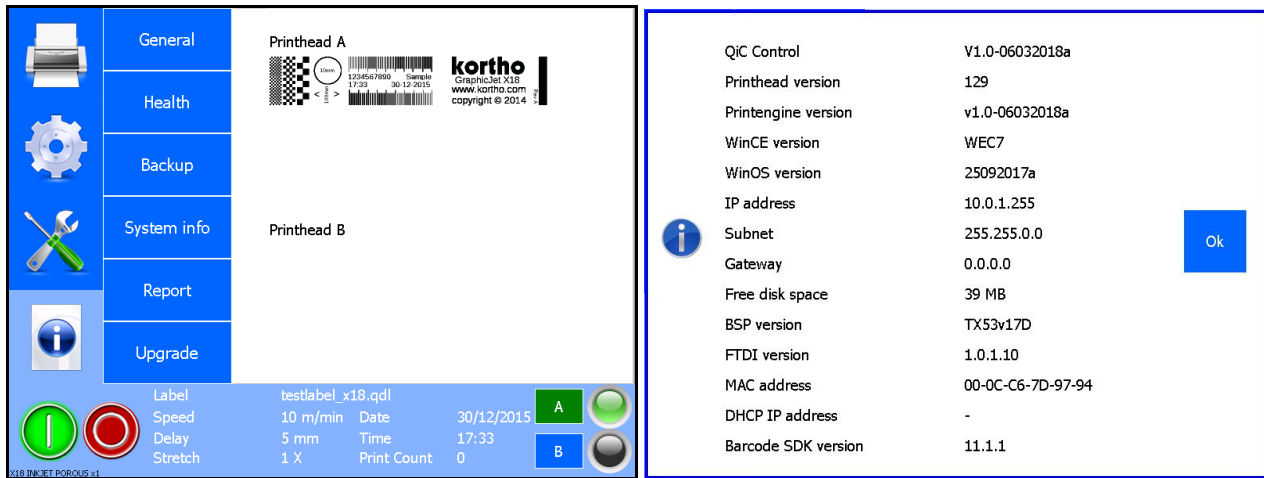 General
Health
Backup
System info
Report
Upgrade
Printhead A
10mm
100mm
< >
1234567890 Sample
17:33 30-12-2015
kortho
GraphicJet X18
www.kortho.com
copyright © 2014
Rev A
Printhead B
Label testlabel_x18.qdl
Speed 10 m/min Date 30/12/2015
Delay 5 mm Time 17:33
Stretch 1 X Print Count 0
A
B
X18 INKJET POROUS x1
QiC Control V1.0-06032018a
Printhead version 129
Printengine version v1.0-06032018a
WinCE version WEC7
WinOS version 25092017a
IP address 10.0.1.255
Subnet 255.255.0.0
Gateway 0.0.0.0
Free disk space 39 MB
BSP version TX53v17D
FTDI version 1.0.1.10
MAC address 00-0C-C6-7D-97-94
DHCP IP address -
Barcode SDK version 11.1.1
Ok